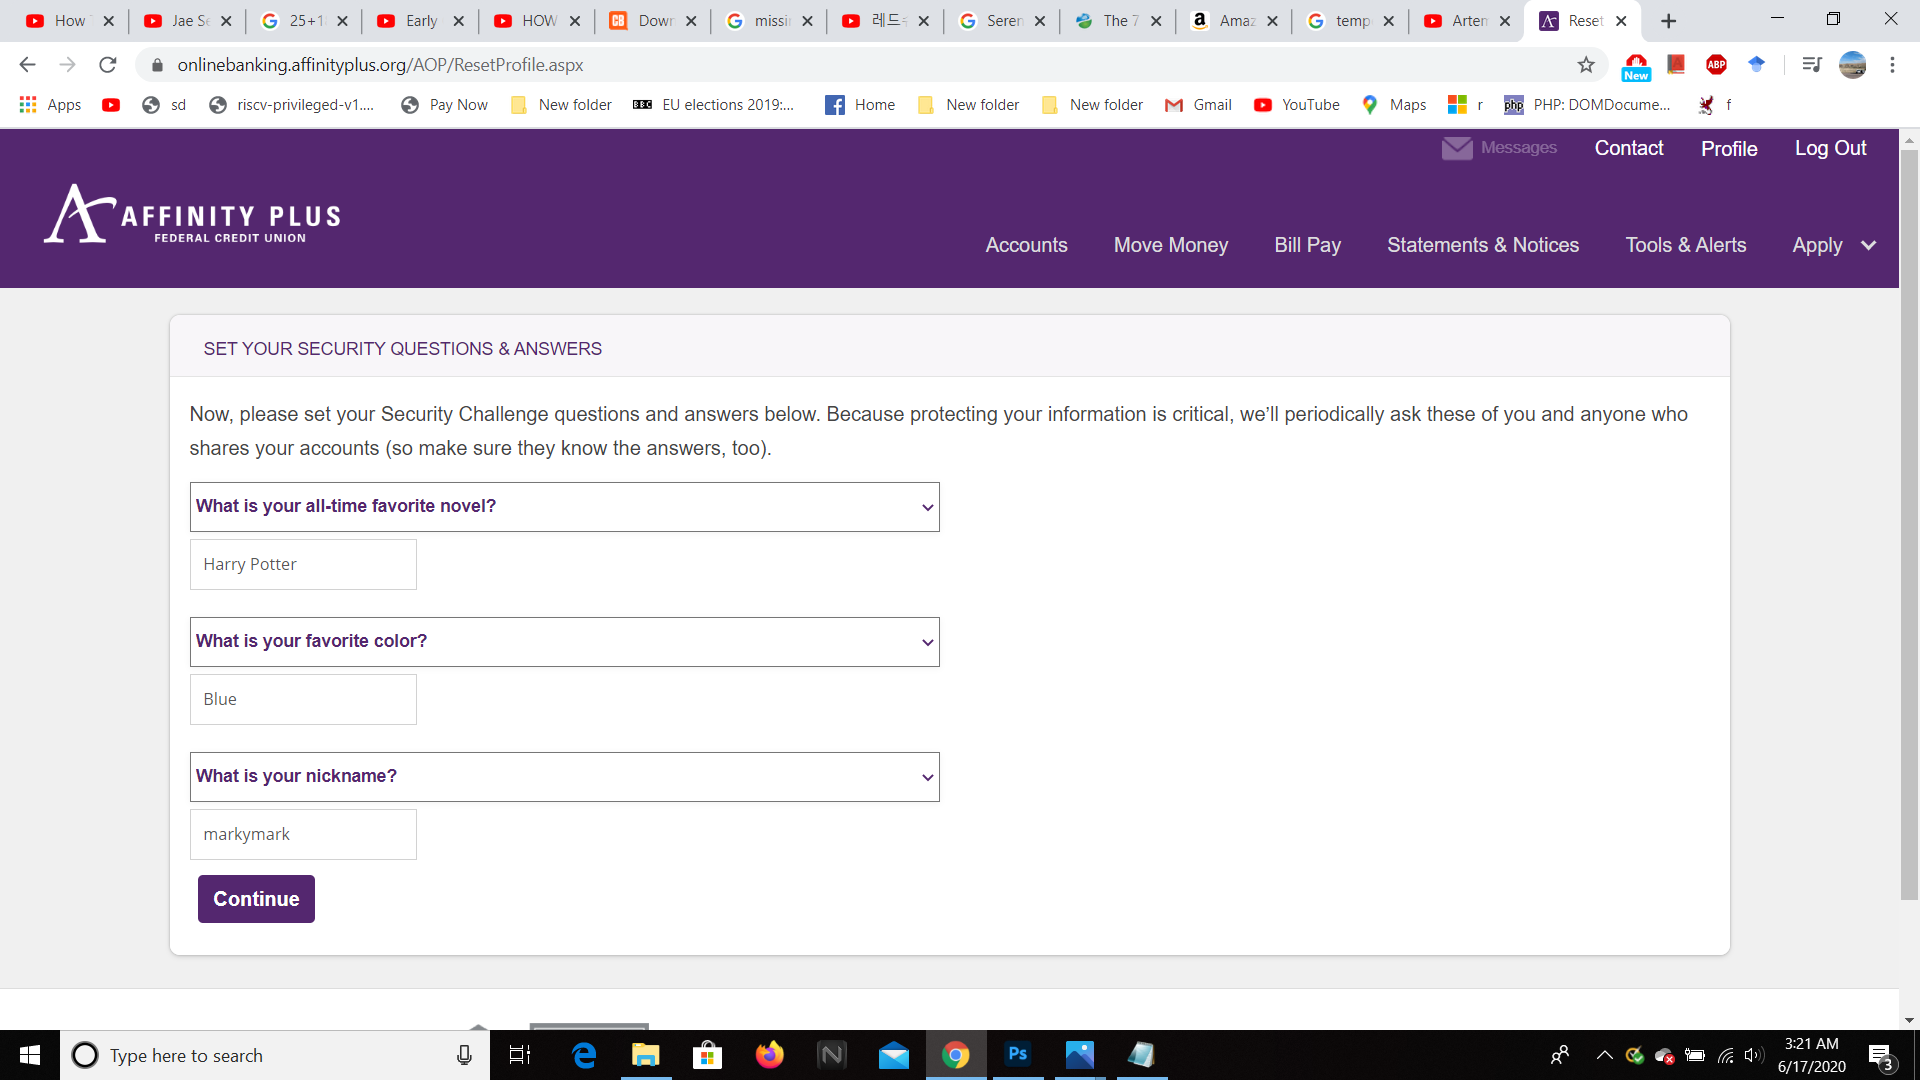 How
Jae Se
25+1
Early
HOW
Down
missi
레드
Seren
The 7
Amaz
temp
Artem
Reset
onlinebanking.affinityplus.org/AOP/ResetProfile.aspx
ABP
New
Apps
sd
riscv-privileged-v1....
Pay Now
New folder
BBC
EU elections 2019:...
Home
New folder
New folder
Gmail
YouTube
Maps
r
php
PHP: DOMDocume...
f
Messages
Contact
Profile
Log Out
AFFINITY PLUS
FEDERAL CREDIT UNION
Accounts
Move Money
Bill Pay
Statements & Notices
Tools & Alerts
Apply
SET YOUR SECURITY QUESTIONS & ANSWERS
Now, please set your Security Challenge questions and answers below. Because protecting your information is critical, we’ll periodically ask these of you and anyone who
shares your accounts (so make sure they know the answers, too).
What is your all-time favorite novel?
Harry Potter
What is your favorite color?
Blue
What is your nickname?
markymark
Continue
Type here to search
Ps
3:21 AM
6/17/2020
3